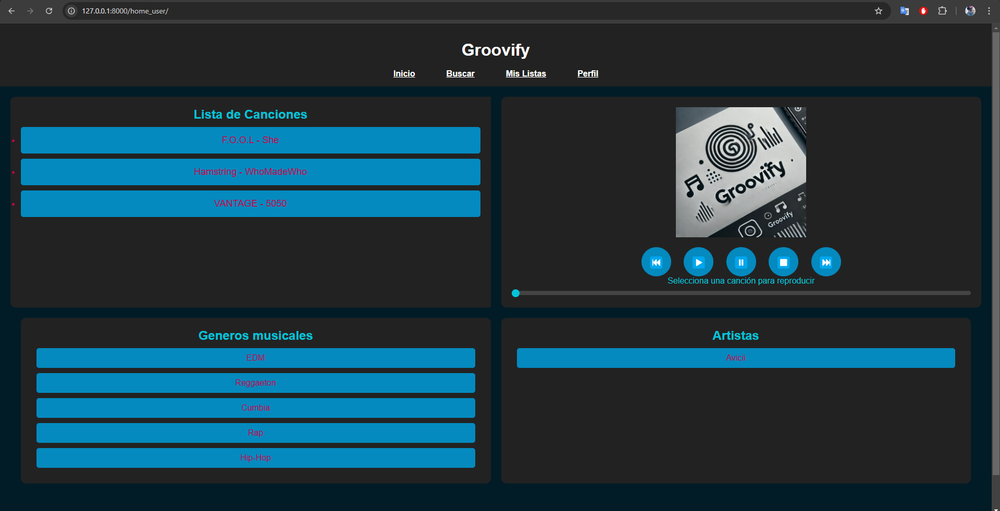 127.0.0.1:8000/home_user/
Groovify
Inicio Buscar Mis Listas Perfil
Lista de Canciones
F.O.O.L - She
Hamstring - WhoMadeWho
VANTAGE - 5050
Groovify
Groovify
Selecciona una canción para reproducir
Generos musicales
EDM
Reggaeton
Cumbia
Rap
Hip-Hop
Artistas
Avicii